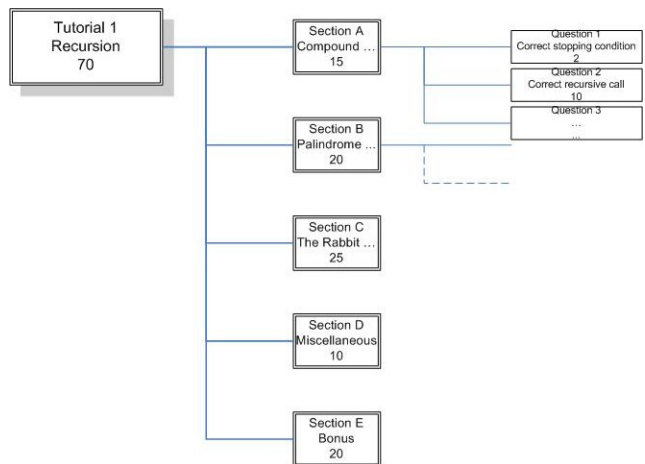 Tutorial 1
Recursion
70
Section A
Compound ...
15
Question 1
Correct stopping condition
2
Question 2
Correct recursive call
10
Question 3
...
...
Section B
Palindrome ...
20
Section C
The Rabbit ...
25
Section D
Miscellaneous
10
Section E
Bonus
20